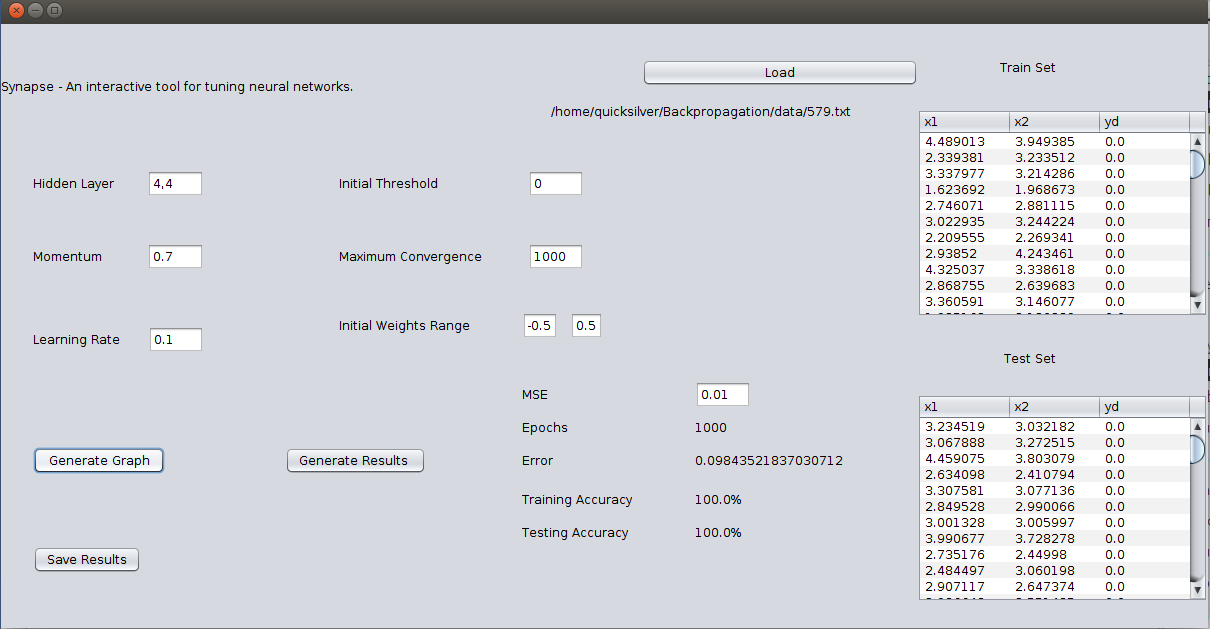 Synapse - An interactive tool for tuning neural networks.
Load
/home/quicksilver/Backpropagation/data/579.txt
Hidden Layer 4,4
Initial Threshold 0
Momentum 0.7
Maximum Convergence 1000
Learning Rate 0.1
Initial Weights Range -0.5 0.5
MSE 0.01
Epochs 1000
Error 0.09843521837030712
Training Accuracy 100.0%
Testing Accuracy 100.0%
Generate Graph
Generate Results
Save Results
Train Set
x1 x2 yd
4.489013 3.949385 0.0
2.339381 3.233512 0.0
3.337977 3.214286 0.0
1.623692 1.968673 0.0
2.746071 2.881115 0.0
3.022935 3.244224 0.0
2.209555 2.269341 0.0
2.93852 4.243461 0.0
4.325037 3.338618 0.0
2.868755 2.639683 0.0
3.360591 3.146077 0.0
Test Set
x1 x2 yd
3.234519 3.032182 0.0
3.067888 3.272515 0.0
4.459075 3.803079 0.0
2.634098 2.410794 0.0
3.307581 3.077136 0.0
2.849528 2.990066 0.0
3.001328 3.005997 0.0
3.990677 3.728278 0.0
2.735176 2.44998 0.0
2.484497 3.060198 0.0
2.907117 2.647374 0.0